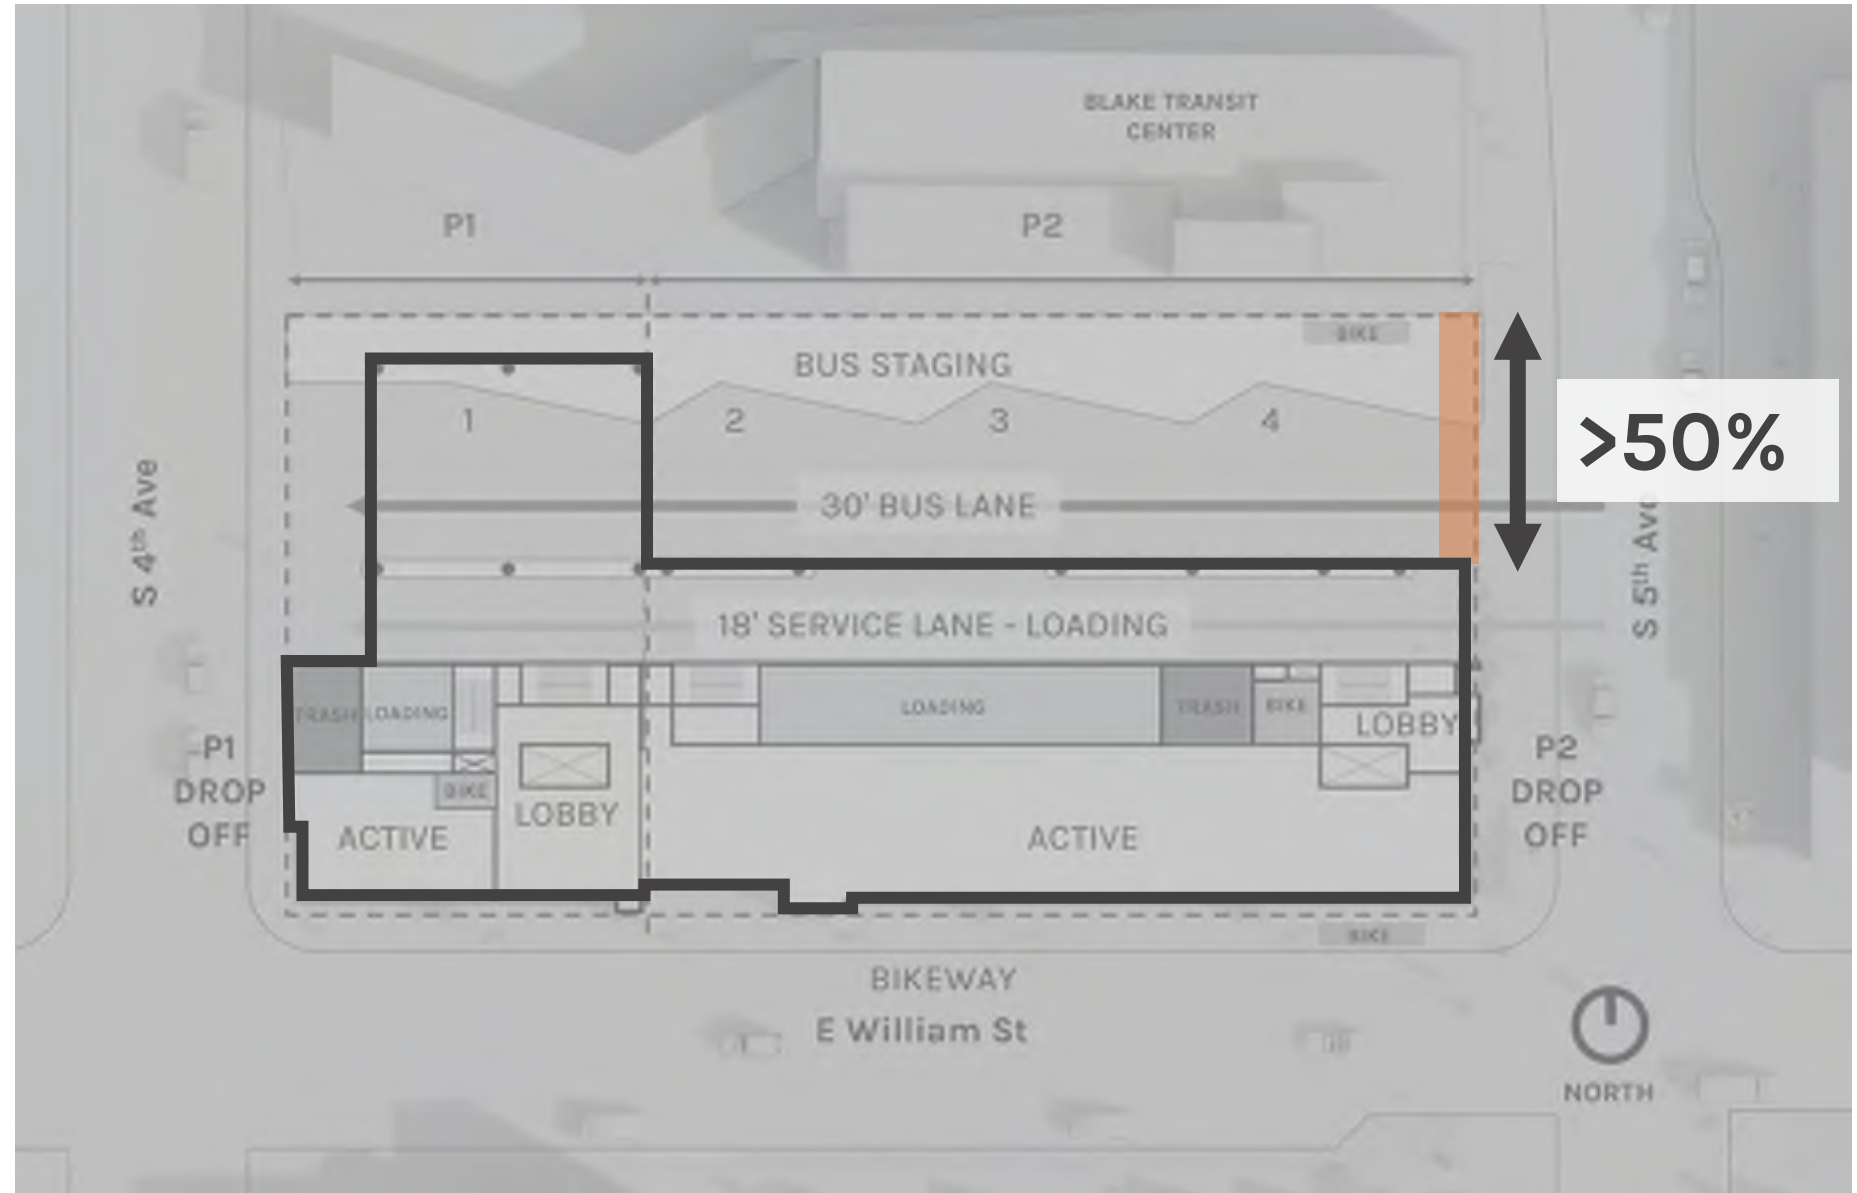 BLAKE TRANSIT
CENTER
P1
P2
BIKE
BUS STAGING
1
2
3
4
>50%
30' BUS LANE
S 4th Ave
S 5th Ave
18' SERVICE LANE - LOADING
TRASH
LOADING
LOADING
TRASH
BIKE
LOBBY
P1
DROP
OFF
BIKE
LOBBY
ACTIVE
ACTIVE
P2
DROP
OFF
BIKE
BIKEWAY
E William St
NORTH